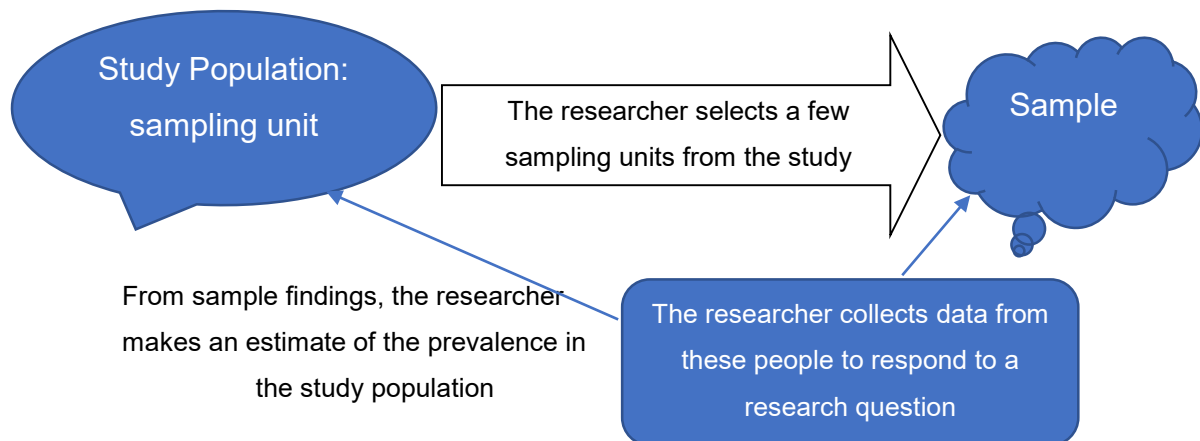 Study Population:
sampling unit
The researcher selects a few
sampling units from the study
Sample
From sample findings, the researcher
makes an estimate of the prevalence in
the study population
The researcher collects data from
these people to respond to a
research question